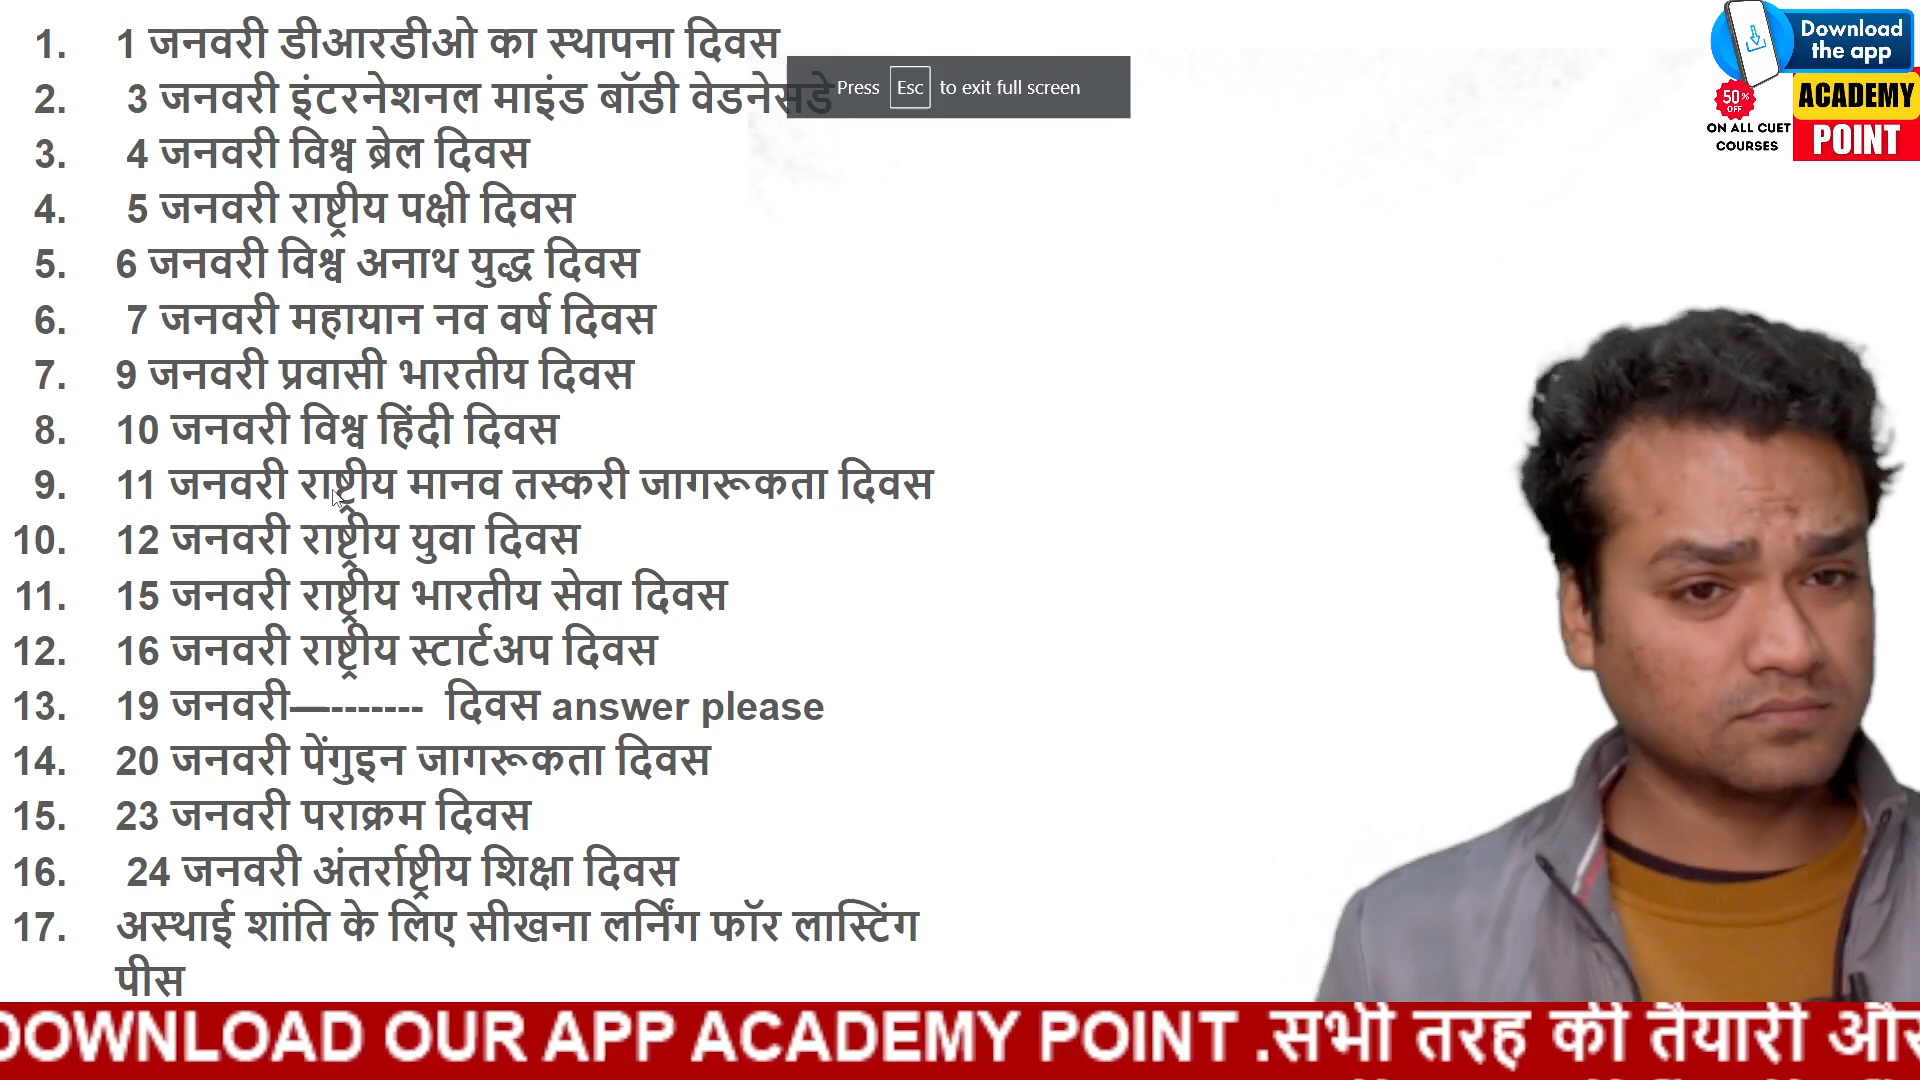 1. 1 जनवरी डीआरडीओ का स्थापना दिवस
2. 3 जनवरी इंटरनेशनल माइंड बॉडी वेडनेसडे
Press Esc to exit full screen
Download
the app
50%
OFF
ON ALL CUET
COURSES
ACADEMY
POINT
3. 4 जनवरी विश्व ब्रेल दिवस
4. 5 जनवरी राष्ट्रीय पक्षी दिवस
5. 6 जनवरी विश्व अनाथ युद्ध दिवस
6. 7 जनवरी महायान नव वर्ष दिवस
7. 9 जनवरी प्रवासी भारतीय दिवस
8. 10 जनवरी विश्व हिंदी दिवस
9. 11 जनवरी राष्ट्रीय मानव तस्करी जागरूकता दिवस
10. 12 जनवरी राष्ट्रीय युवा दिवस
11. 15 जनवरी राष्ट्रीय भारतीय सेवा दिवस
12. 16 जनवरी राष्ट्रीय स्टार्टअप दिवस
13. 19 जनवरी—------- दिवस answer please
14. 20 जनवरी पेंगुइन जागरूकता दिवस
15. 23 जनवरी पराक्रम दिवस
16. 24 जनवरी अंतर्राष्ट्रीय शिक्षा दिवस
17. अस्थाई शांति के लिए सीखना लर्निंग फॉर लास्टिंग
पीस
DOWNLOAD OUR APP ACADEMY POINT .सभी तरह की तैयारी और